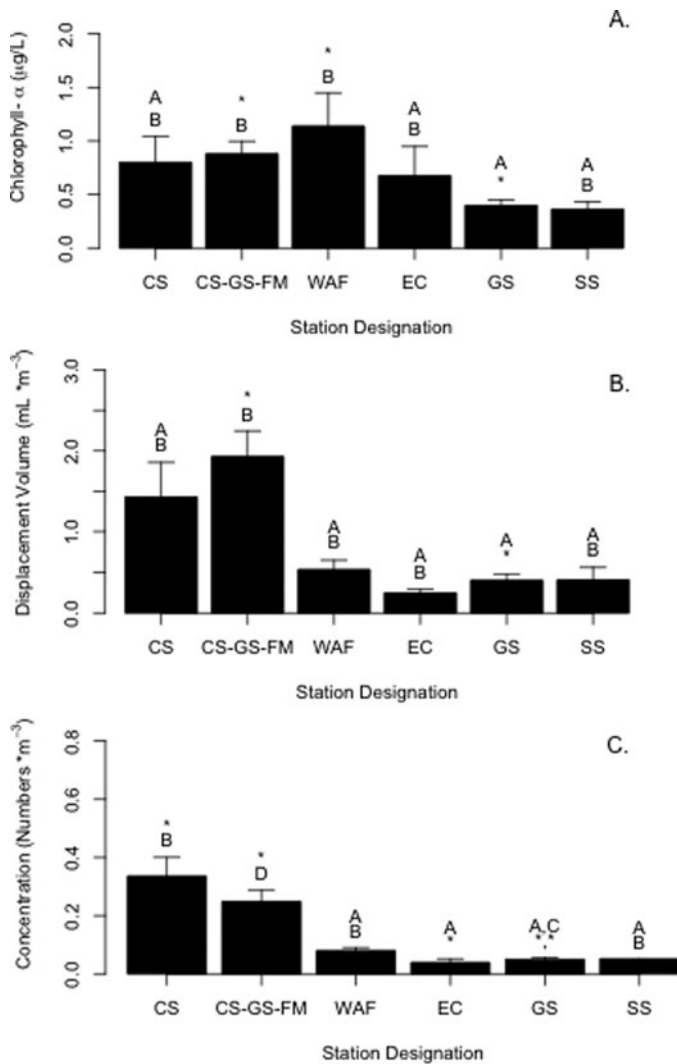 A.
Chlorophyll- α (μg/L)
2.0
1.5
1.0
0.5
0.0
A * * A A A
B B B B * B
CS CS-GS-FM WAF EC GS SS
Station Designation
B.
Displacement Volume (mL *m⁻³)
3.0
2.0
1.0
0.0
A * A A A A
B B B B * B
CS CS-GS-FM WAF EC GS SS
Station Designation
C.
Concentration (Numbers *m⁻³)
0.8
0.6
0.4
0.2
0.0
* * A A A,C A
B D B * *,* B
CS CS-GS-FM WAF EC GS SS
Station Designation